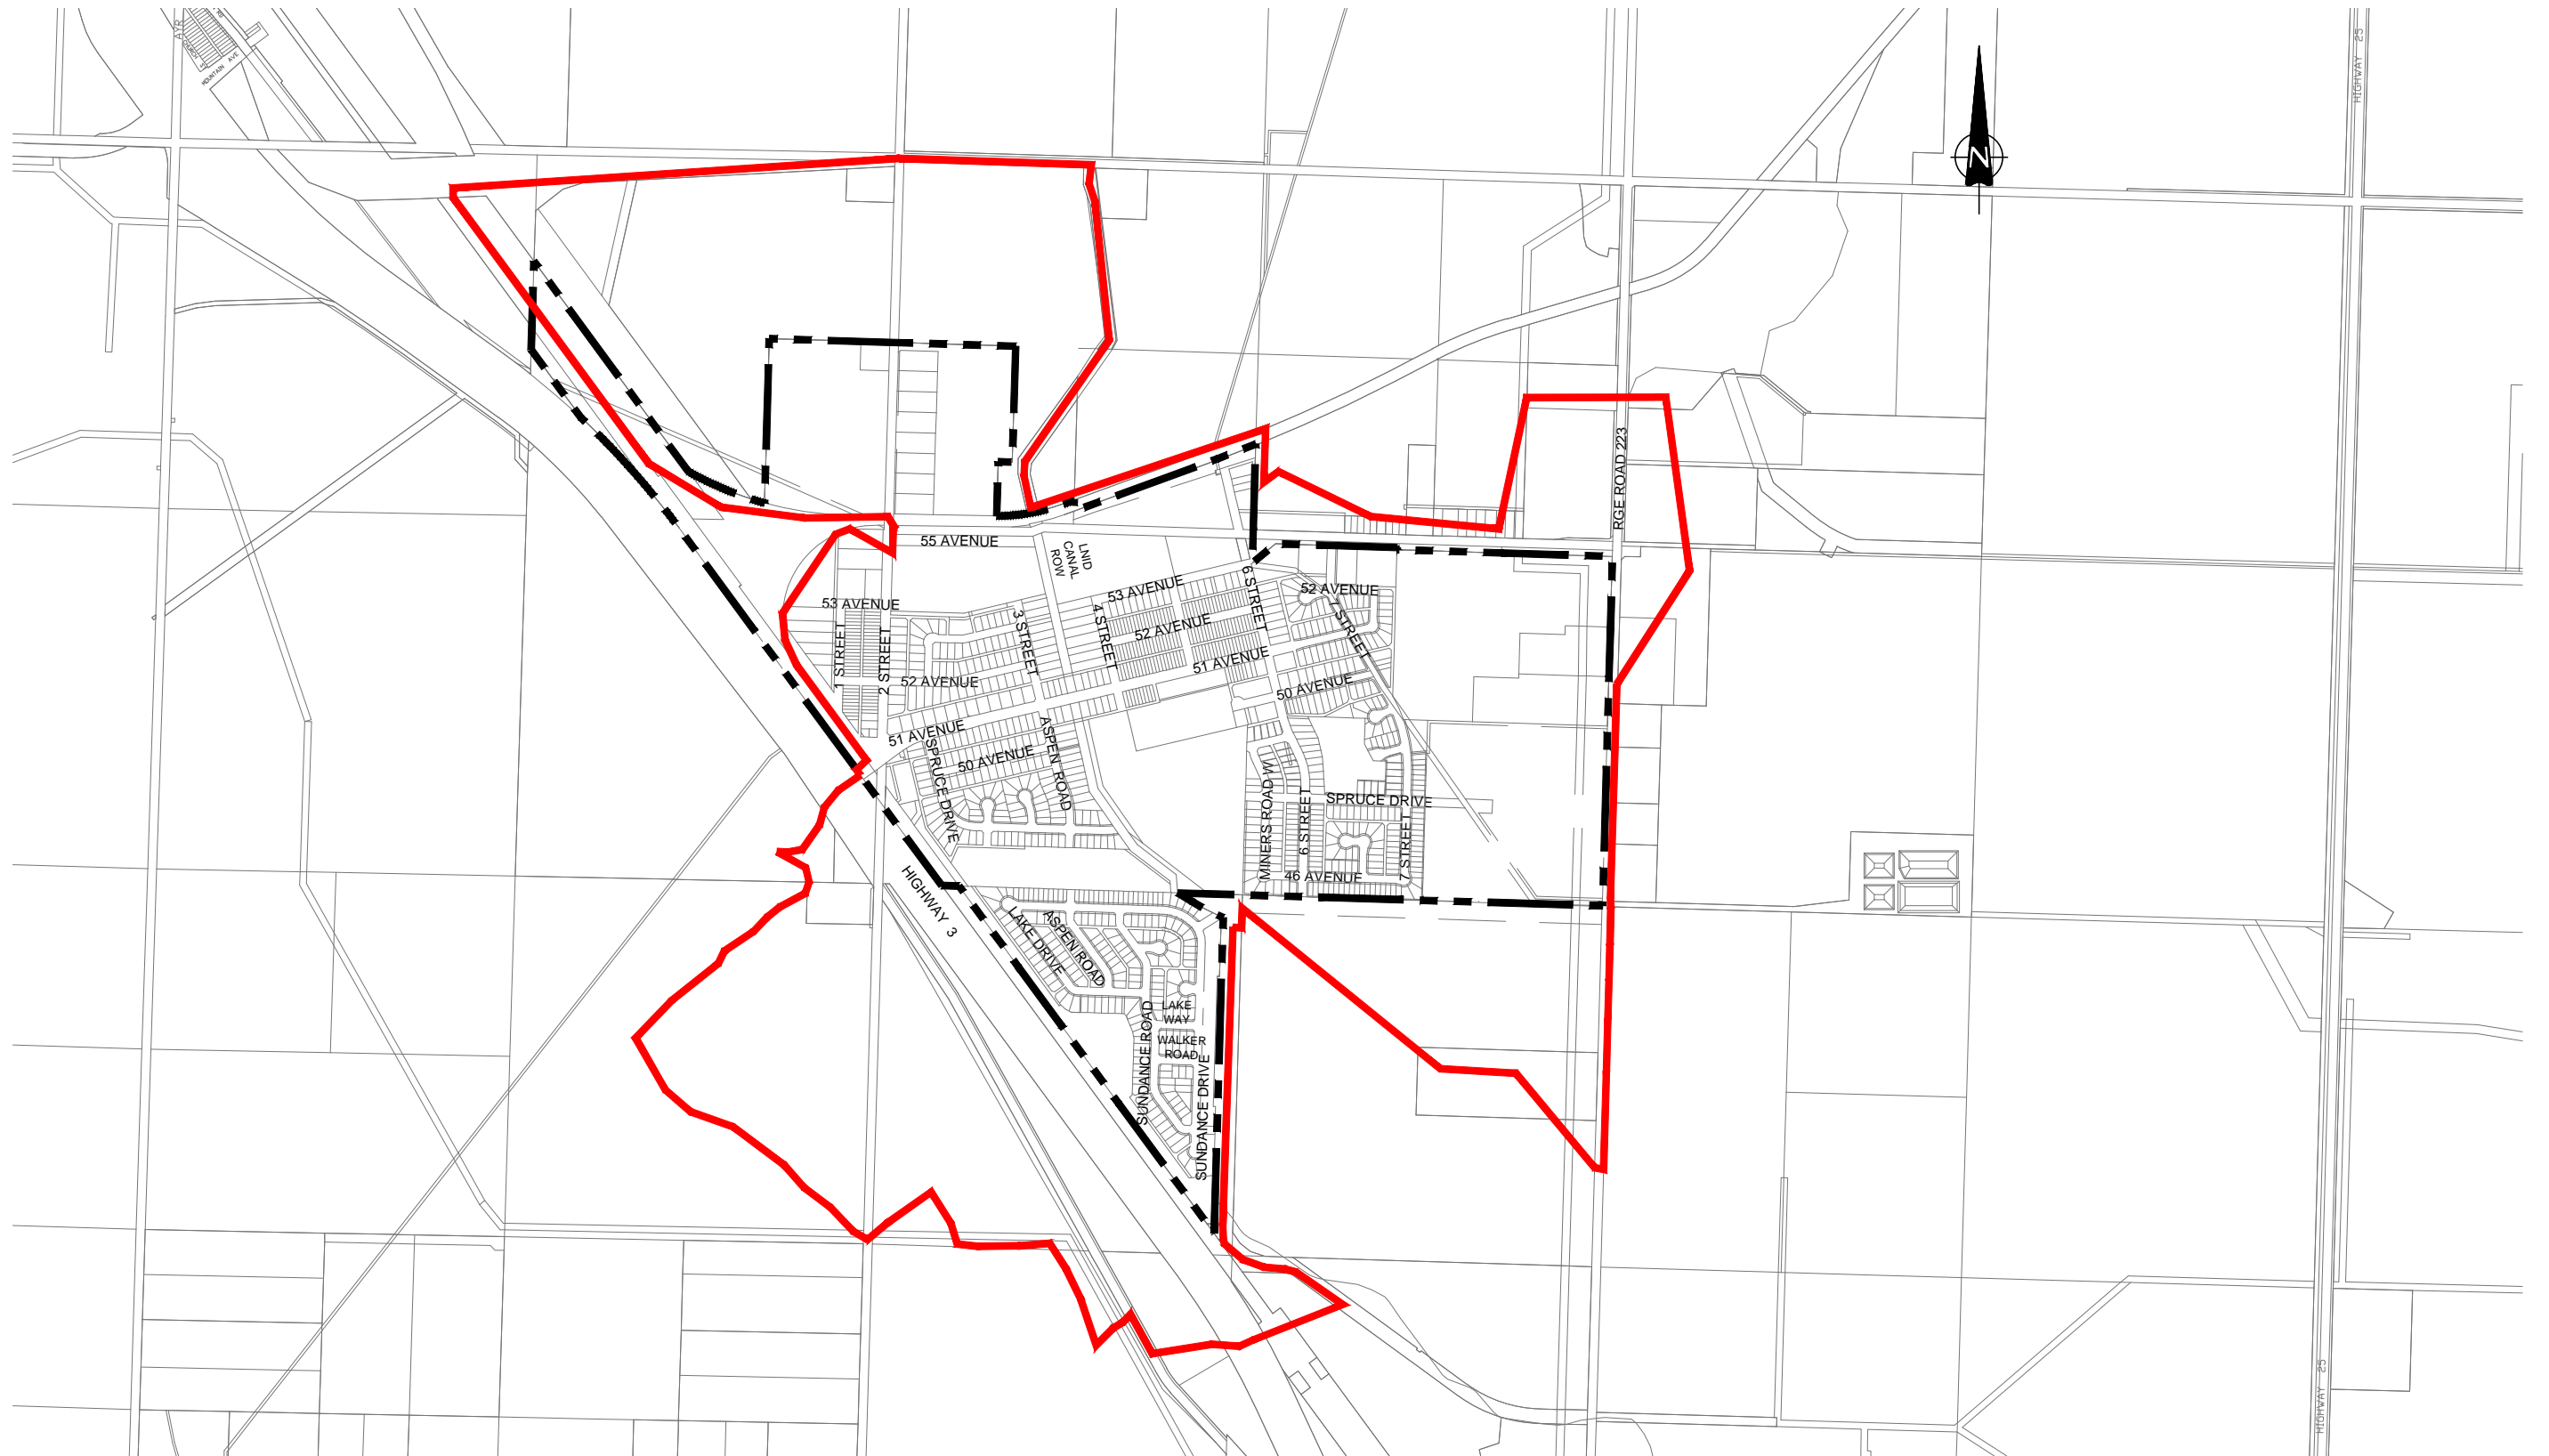 AYR
MOUNTAIN AVE
HIGHWAY 25
N
RGE ROAD 223
55 AVENUE
LNID
CANAL
ROW
53 AVENUE
53 AVENUE
6 STREET
52 AVENUE
1 STREET
2 STREET
3 STREET
4 STREET
52 AVENUE
51 AVENUE
50 AVENUE
52 AVENUE
51 AVENUE
SPRUCE DRIVE
50 AVENUE
ASPEN ROAD
MINERS ROAD W
6 STREET
SPRUCE DRIVE
7 STREET
46 AVENUE
HIGHWAY 3
LAKE DRIVE
ASPEN ROAD
LAKE
WAY
WALKER
ROAD
SUNDANCE ROAD
SUNDANCE DRIVE
HIGHWAY 25